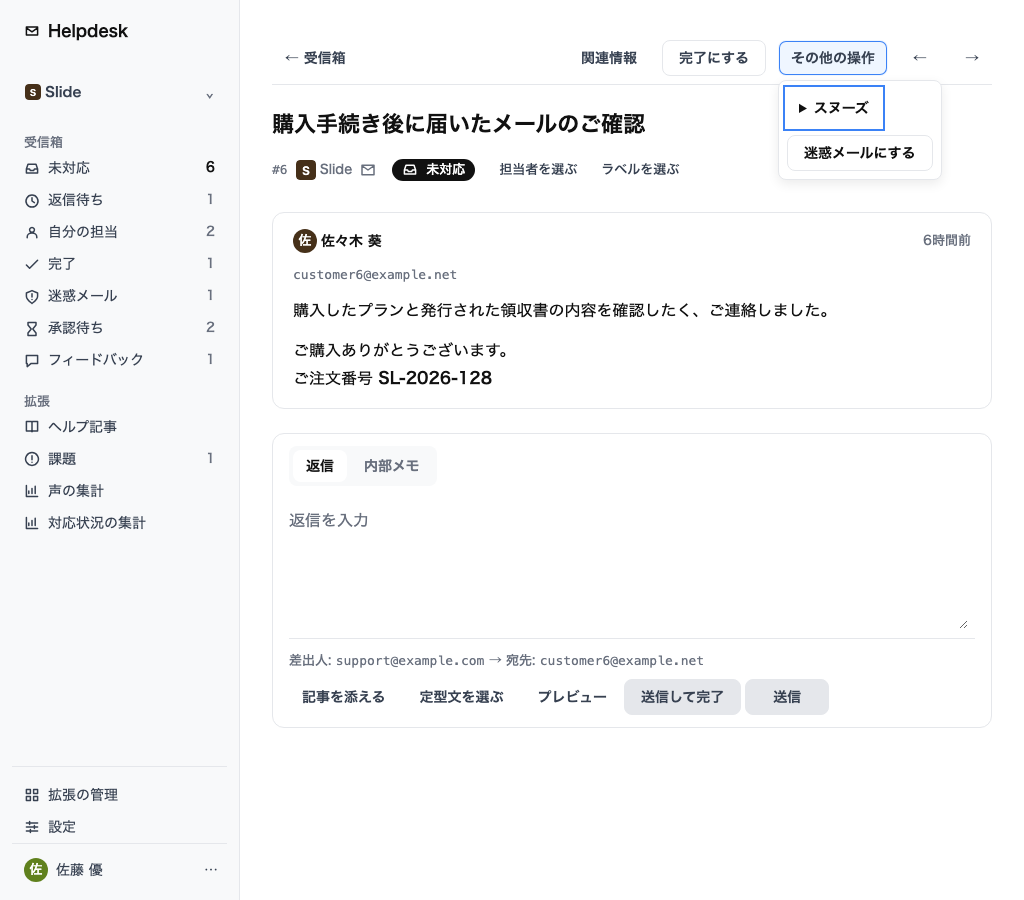 Helpdesk
S Slide
受信箱
未対応 6
返信待ち 1
自分の担当 2
完了 1
迷惑メール 1
承認待ち 2
フィードバック 1
拡張
ヘルプ記事
課題 1
声の集計
対応状況の集計
拡張の管理
設定
佐 佐藤 優 ...
← 受信箱 関連情報 完了にする その他の操作 ← →
▶ スヌーズ
迷惑メールにする
購入手続き後に届いたメールのご確認
#6 S Slide 未対応 担当者を選ぶ ラベルを選ぶ
佐 佐々木 葵 6時間前
customer6@example.net
購入したプランと発行された領収書の内容を確認したく、ご連絡しました。
ご購入ありがとうございます。
ご注文番号 SL-2026-128
返信 内部メモ
返信を入力
差出人: support@example.com → 宛先: customer6@example.net
記事を添える 定型文を選ぶ プレビュー 送信して完了 送信